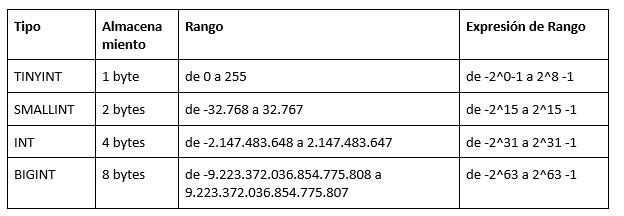 Tipo
Almacena
miento
Rango
Expresión de Rango
TINYINT
1 byte
de 0 a 255
de -2^0-1 a 2^8 -1
SMALLINT
2 bytes
de -32.768 a 32.767
de -2^15 a 2^15 -1
INT
4 bytes
de -2.147.483.648 a 2.147.483.647
de -2^31 a 2^31 -1
BIGINT
8 bytes
de -9.223.372.036.854.775.808 a
9.223.372.036.854.775.807
de -2^63 a 2^63 -1